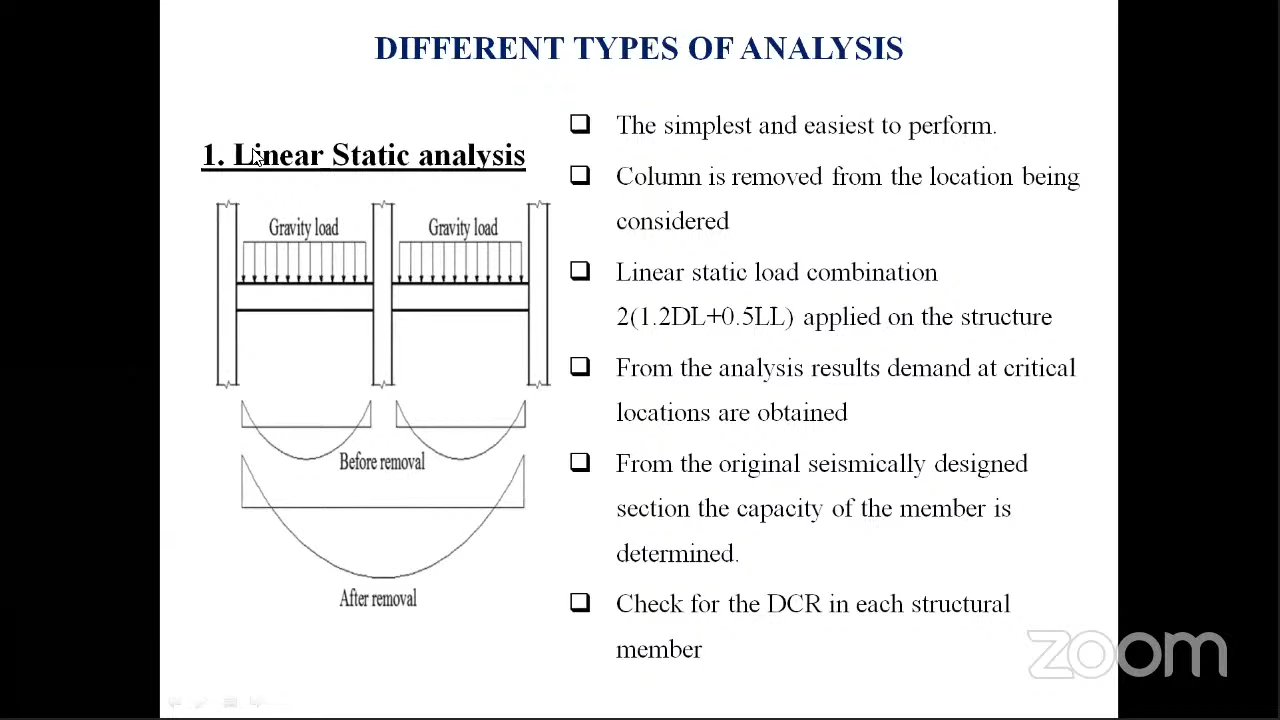 DIFFERENT TYPES OF ANALYSIS
1. Linear Static analysis
Gravity load
Gravity load
Before removal
After removal
The simplest and easiest to perform.
Column is removed from the location being
considered
Linear static load combination
2(1.2DL+0.5LL) applied on the structure
From the analysis results demand at critical
locations are obtained
From the original seismically designed
section the capacity of the member is
determined.
Check for the DCR in each structural
member
zoom